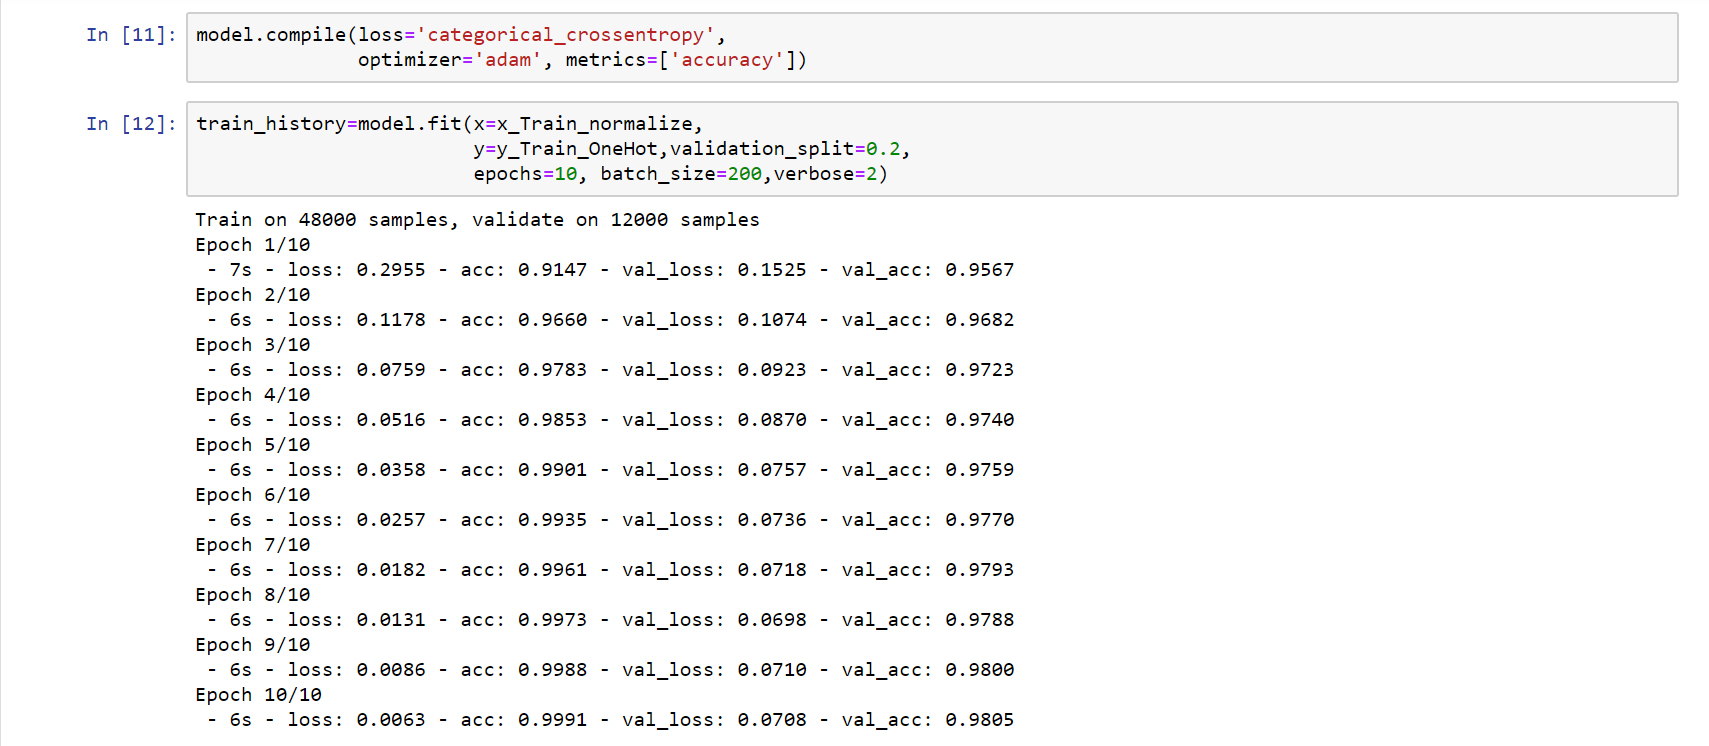 In [11]: model.compile(loss='categorical_crossentropy',
optimizer='adam', metrics=['accuracy'])
In [12]: train_history=model.fit(x=x_Train_normalize,
y=y_Train_OneHot,validation_split=0.2,
epochs=10, batch_size=200,verbose=2)
Train on 48000 samples, validate on 12000 samples
Epoch 1/10
- 7s - loss: 0.2955 - acc: 0.9147 - val_loss: 0.1525 - val_acc: 0.9567
Epoch 2/10
- 6s - loss: 0.1178 - acc: 0.9660 - val_loss: 0.1074 - val_acc: 0.9682
Epoch 3/10
- 6s - loss: 0.0759 - acc: 0.9783 - val_loss: 0.0923 - val_acc: 0.9723
Epoch 4/10
- 6s - loss: 0.0516 - acc: 0.9853 - val_loss: 0.0870 - val_acc: 0.9740
Epoch 5/10
- 6s - loss: 0.0358 - acc: 0.9901 - val_loss: 0.0757 - val_acc: 0.9759
Epoch 6/10
- 6s - loss: 0.0257 - acc: 0.9935 - val_loss: 0.0736 - val_acc: 0.9770
Epoch 7/10
- 6s - loss: 0.0182 - acc: 0.9961 - val_loss: 0.0718 - val_acc: 0.9793
Epoch 8/10
- 6s - loss: 0.0131 - acc: 0.9973 - val_loss: 0.0698 - val_acc: 0.9788
Epoch 9/10
- 6s - loss: 0.0086 - acc: 0.9988 - val_loss: 0.0710 - val_acc: 0.9800
Epoch 10/10
- 6s - loss: 0.0063 - acc: 0.9991 - val_loss: 0.0708 - val_acc: 0.9805